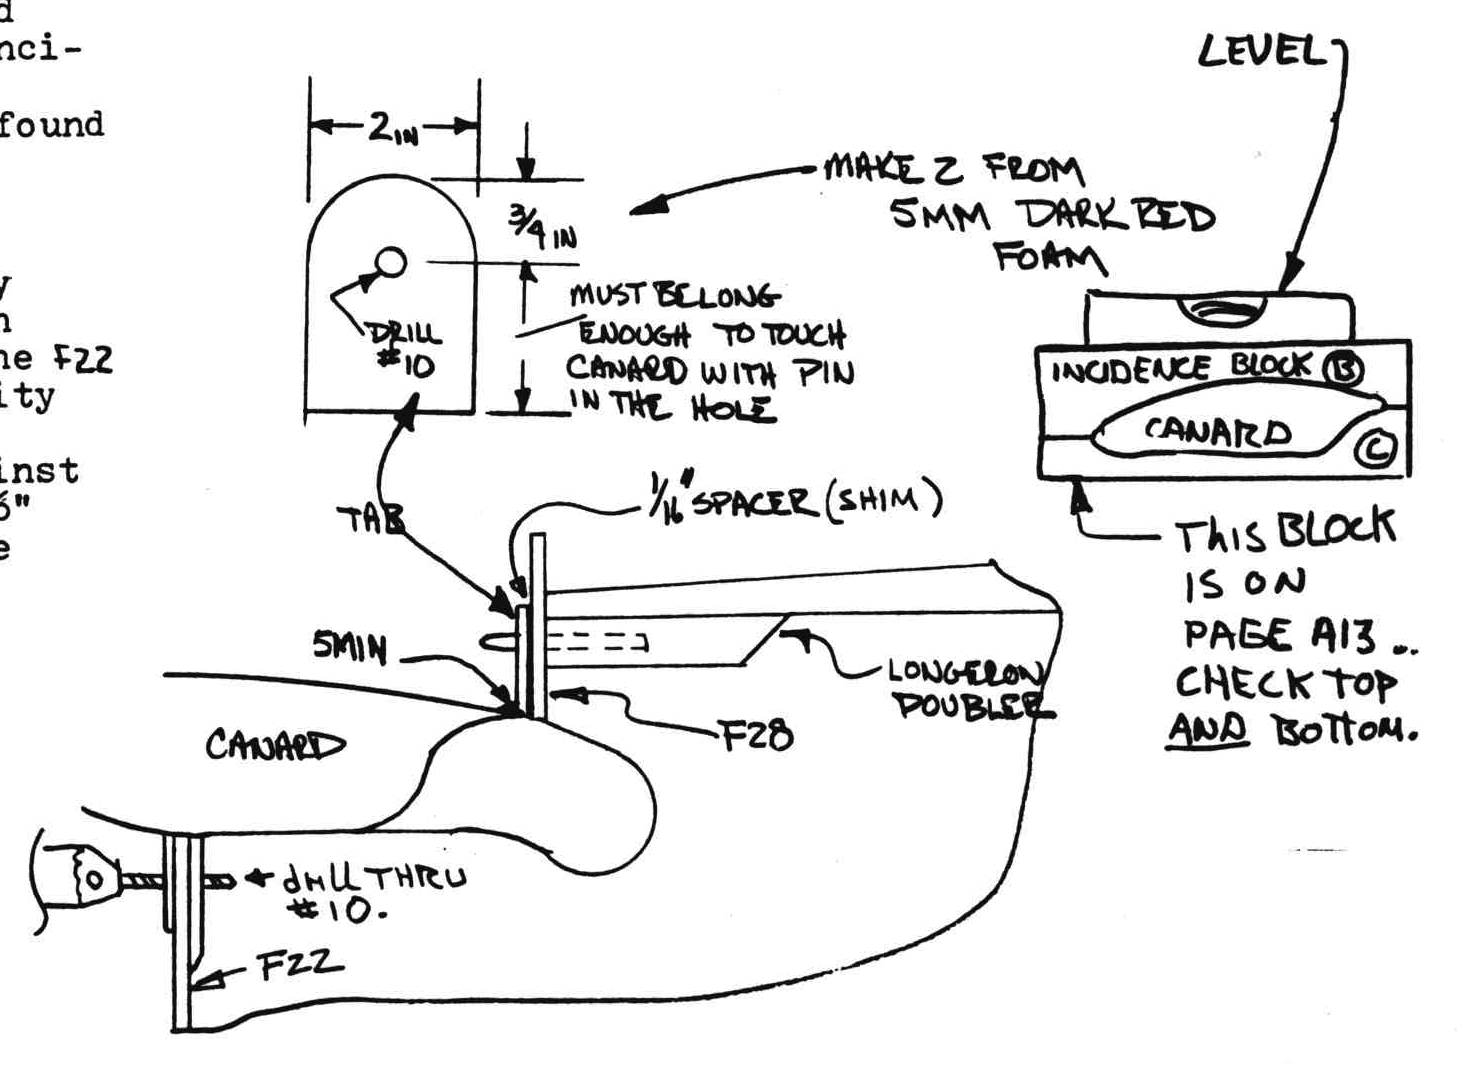 d
nci-
found
y
n
ne F22
ity
inst
6"
e
2 IN
3/4 IN
DRILL
#10
MUST BE LONG
ENOUGH TO TOUCH
CANARD WITH PIN
IN THE HOLE
MAKE 2 FROM
5MM DARK RED
FOAM
LEVEL
INCIDENCE BLOCK B
CANARD
C
THIS BLOCK
IS ON
PAGE A13...
CHECK TOP
AND BOTTOM.
TAB
1/16" SPACER (SHIM)
5MIN
LONGERON
DOUBLER
F28
CANARD
drill THRU
#10.
F22